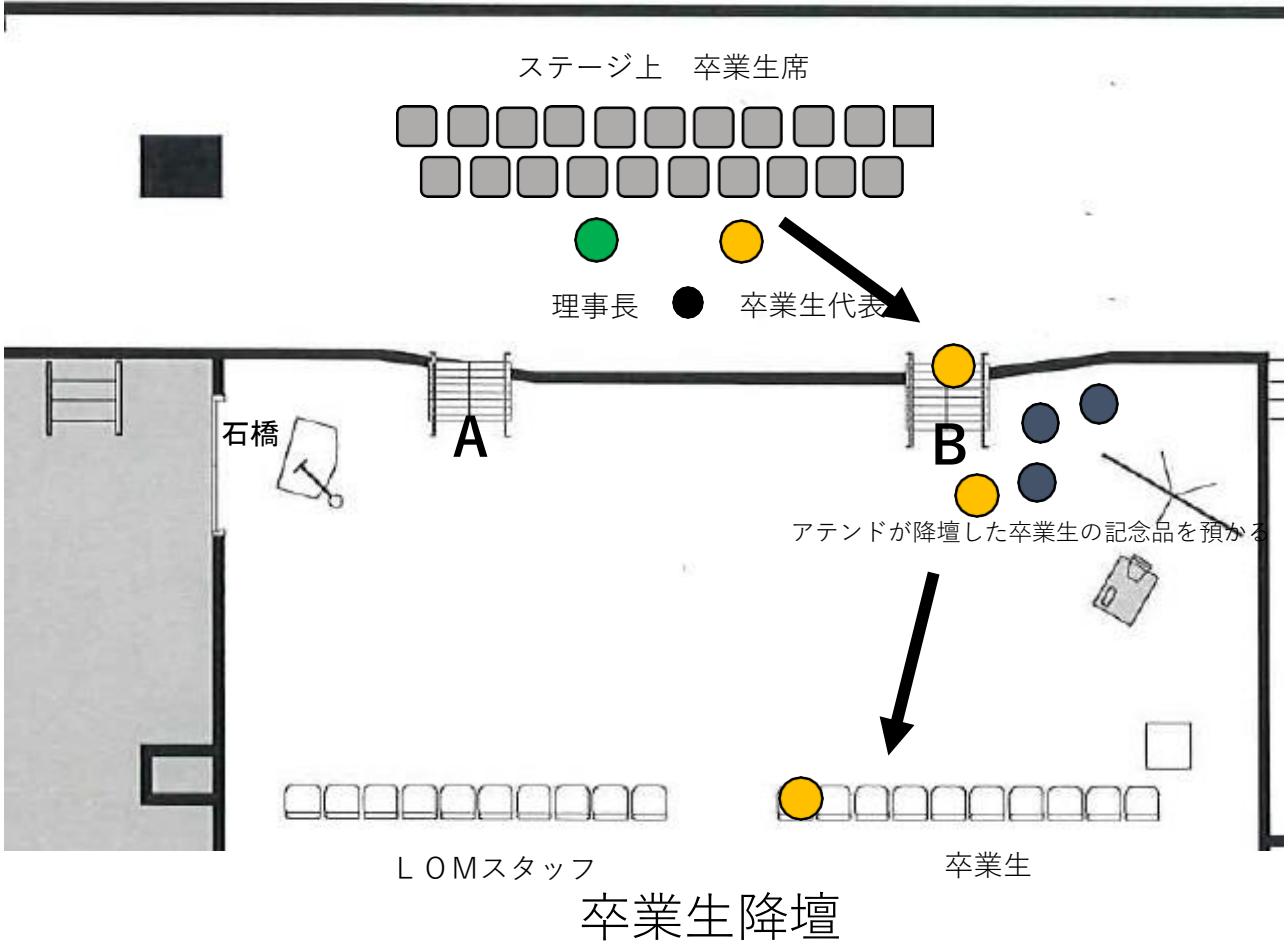 ステージ上　卒業生席
理事長
卒業生代表
石橋
A
B
アテンドが降壇した卒業生の記念品を預かる
ＬＯＭスタッフ
卒業生
卒業生降壇